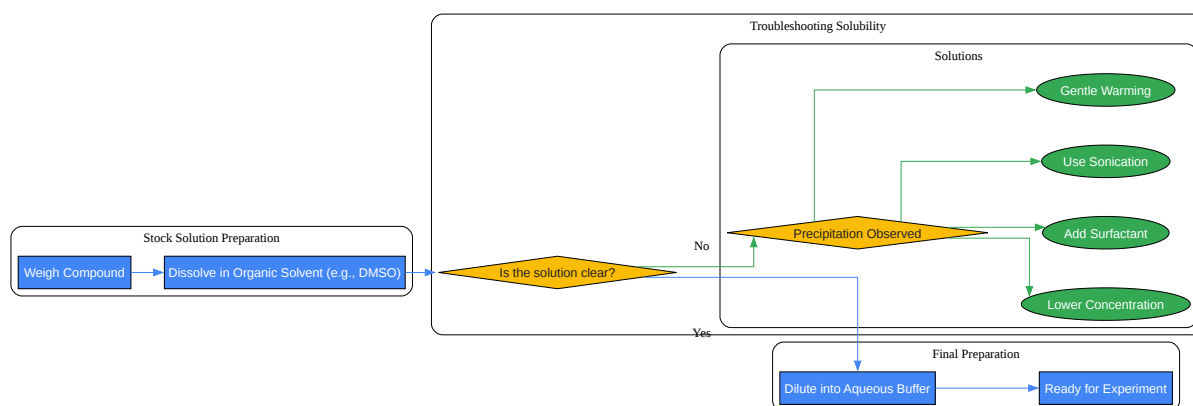 Troubleshooting Solubility
Solutions
Gentle Warming
Use Sonication
Stock Solution Preparation
Precipitation Observed
Add Surfactant
No
Weigh Compound
Dissolve in Organic Solvent (e.g., DMSO)
Is the solution clear?
Lower Concentration
Yes
Final Preparation
Dilute into Aqueous Buffer
Ready for Experiment